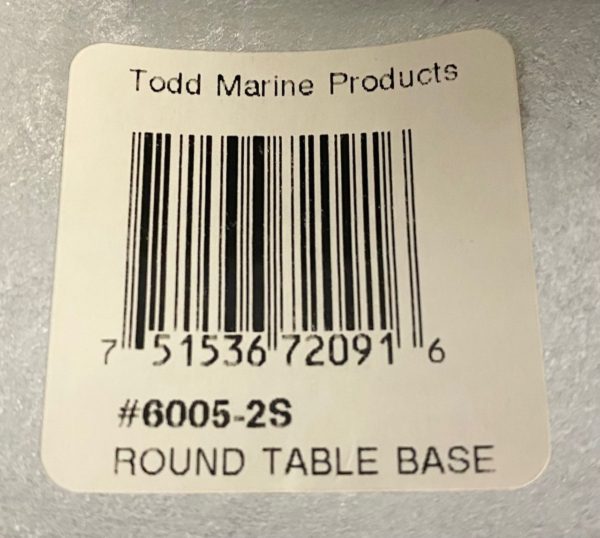 Todd Marine Products
7 51536 72091 6
#6005-2S
ROUND TABLE BASE